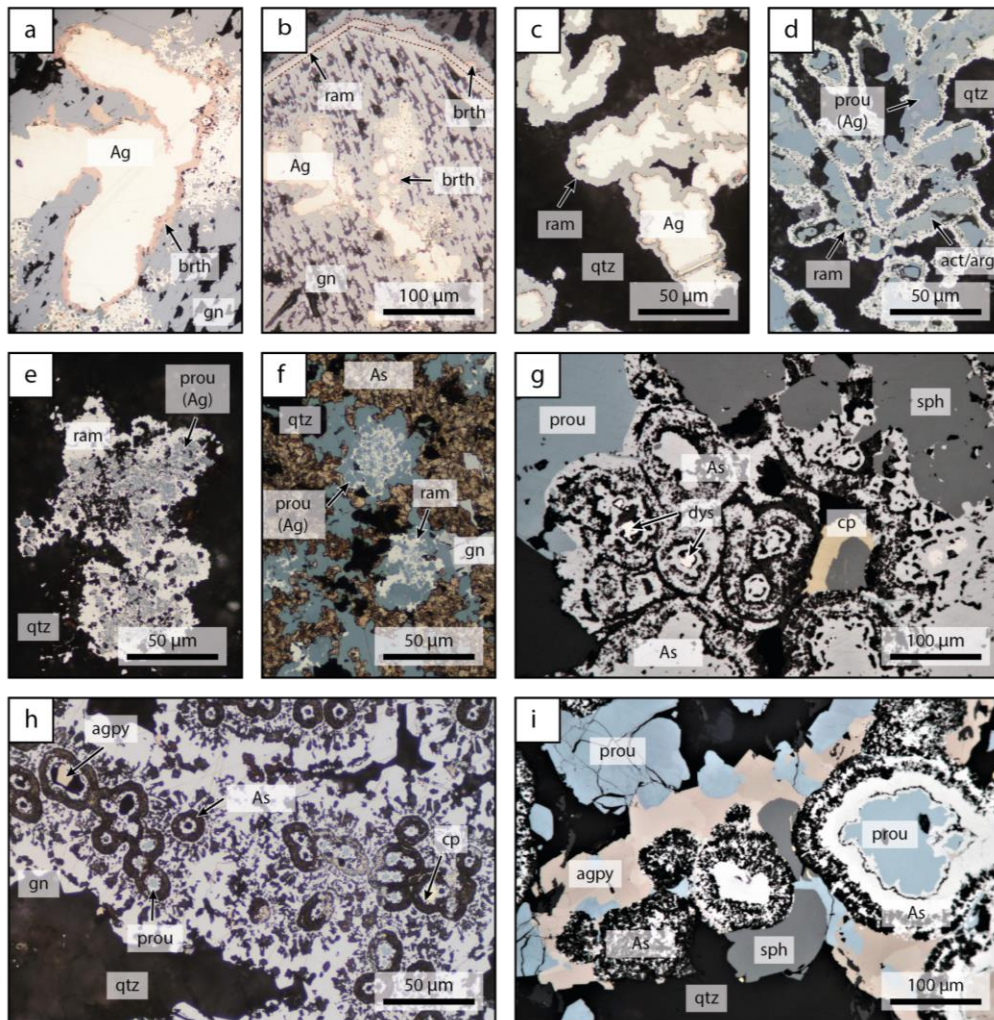 a
Ag
brth
gn
b
ram
brth
Ag
brth
gn
100 µm
c
ram
Ag
qtz
50 µm
d
prou
(Ag)
qtz
ram
act/arg
50 µm
e
prou
(Ag)
ram
qtz
50 µm
f
As
qtz
prou
(Ag)
ram
gn
50 µm
g
prou
sph
As
dys
cp
As
100 µm
h
agpy
As
cp
gn
prou
qtz
50 µm
i
prou
prou
agpy
As
As
sph
qtz
100 µm